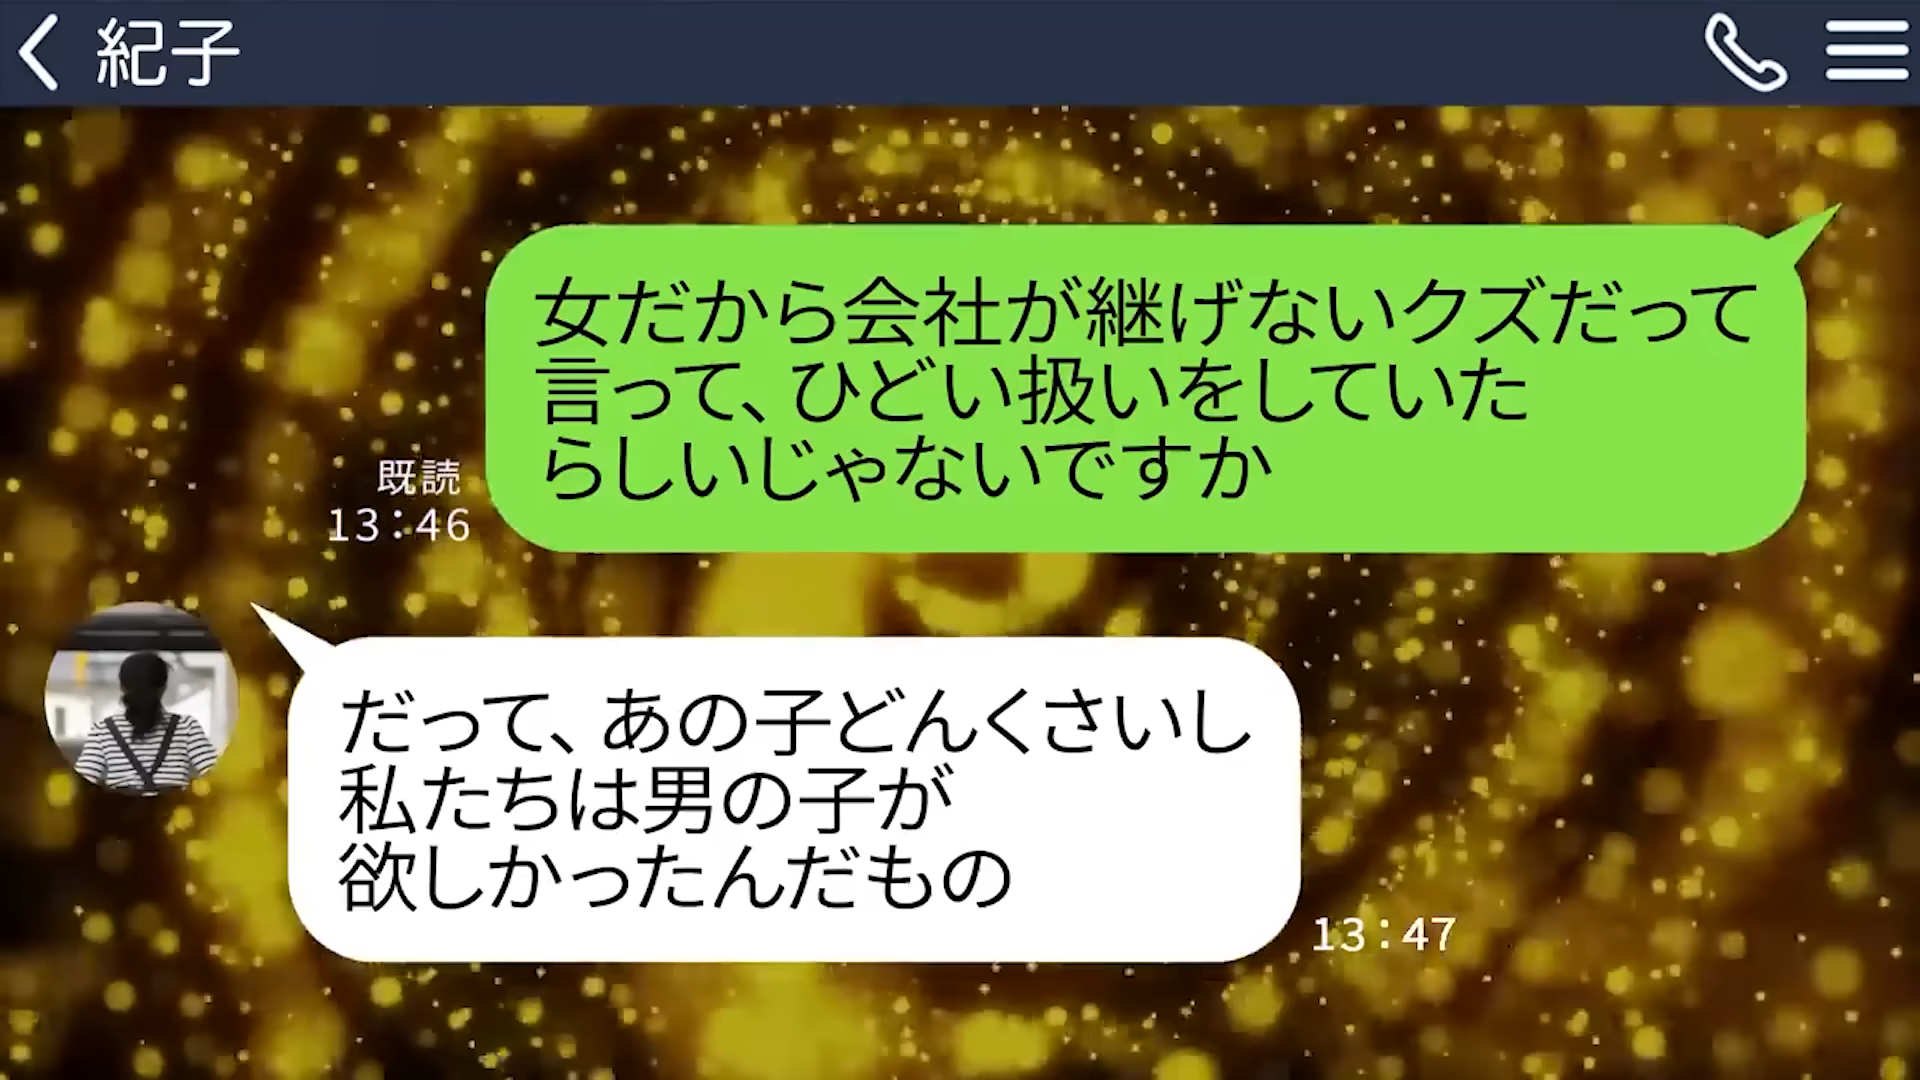 紀子
女だから会社が継げないクズだって
言って、ひどい扱いをしていた
らしいじゃないですか
既読
13:46
だって、あの子どんくさいし
私たちは男の子が
欲しかったんだもの
13:47